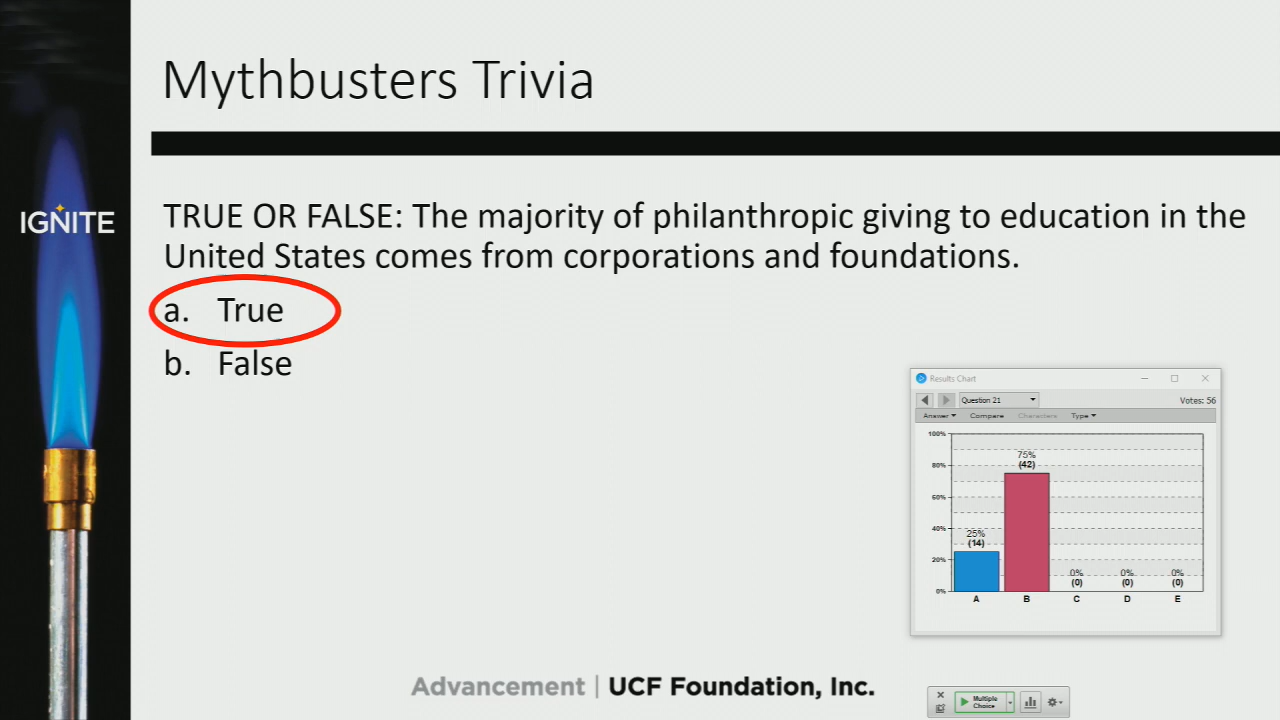 Mythbusters Trivia
IGNITE
TRUE OR FALSE: The majority of philanthropic giving to education in the
United States comes from corporations and foundations.
a. True
b. False
Results Chart
Question 21
Votes: 56
Answer Compare Characters Type
100%
80%
60%
40%
20%
0%
75%
(42)
25%
(14)
0%
(0)
0%
(0)
0%
(0)
A B C D E
Advancement | UCF Foundation, Inc.
Multiple
Choice